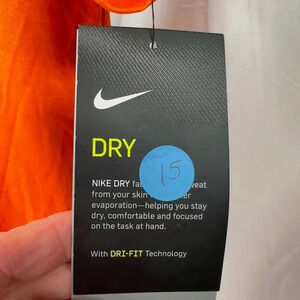 DRY
15
NIKE DRY
from your skin
evaporation—helping you stay
dry, comfortable and focused
on the task at hand.
With DRI-FIT Technology